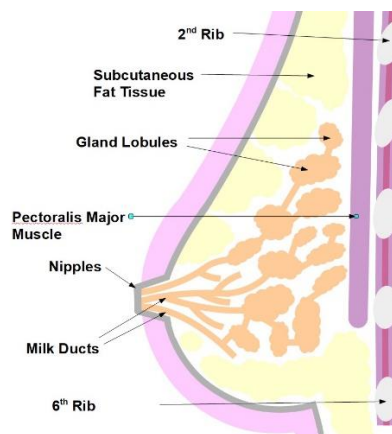 2nd Rib
Subcutaneous
Fat Tissue
Gland Lobules
Pectoralis Major
Muscle
Nipples
Milk Ducts
6th Rib